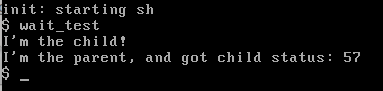 init: starting sh
$ wait_test
I'm the child!
I'm the parent, and got child status: 57
$ _